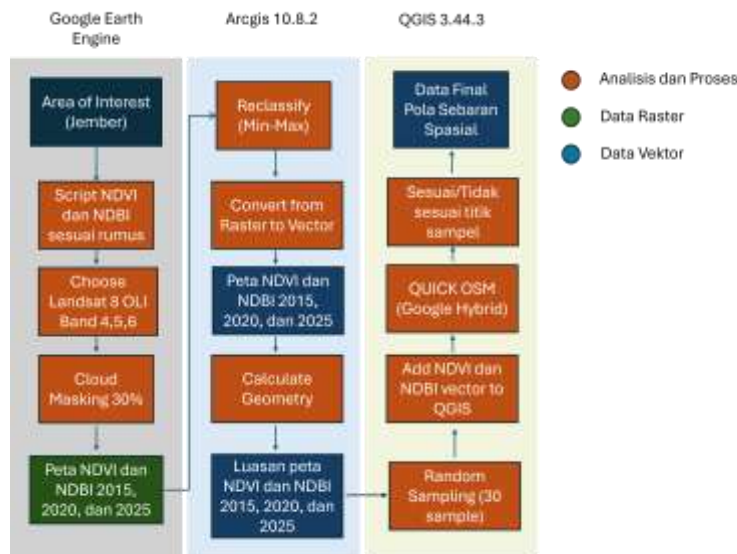 Google Earth
Engine
Area of Interest
(Jember)
Script NDVI
dan NDBI
sesuai rumus
Choose
Landsat 8 OLI
Band 4,5,6
Cloud
Masking 30%
Peta NDVI dan
NDBI 2015,
2020, dan 2025
Arcgis 10.8.2
Reclassify
(Min-Max)
Convert from
Raster to Vector
Peta NDVI dan
NDBI 2015,
2020, dan 2025
Calculate
Geometry
Luasan peta
NDVI dan NDBI
2015, 2020, dan
2025
QGIS 3.44.3
Data Final
Pola Sebaran
Spasial
Sesuai/Tidak
sesuai titik
sampel
QUICK OSM
(Google Hybrid)
Add NDVI dan
NDBI vector to
QGIS
Random
Sampling (30
sample)
Analisis dan Proses
Data Raster
Data Vektor